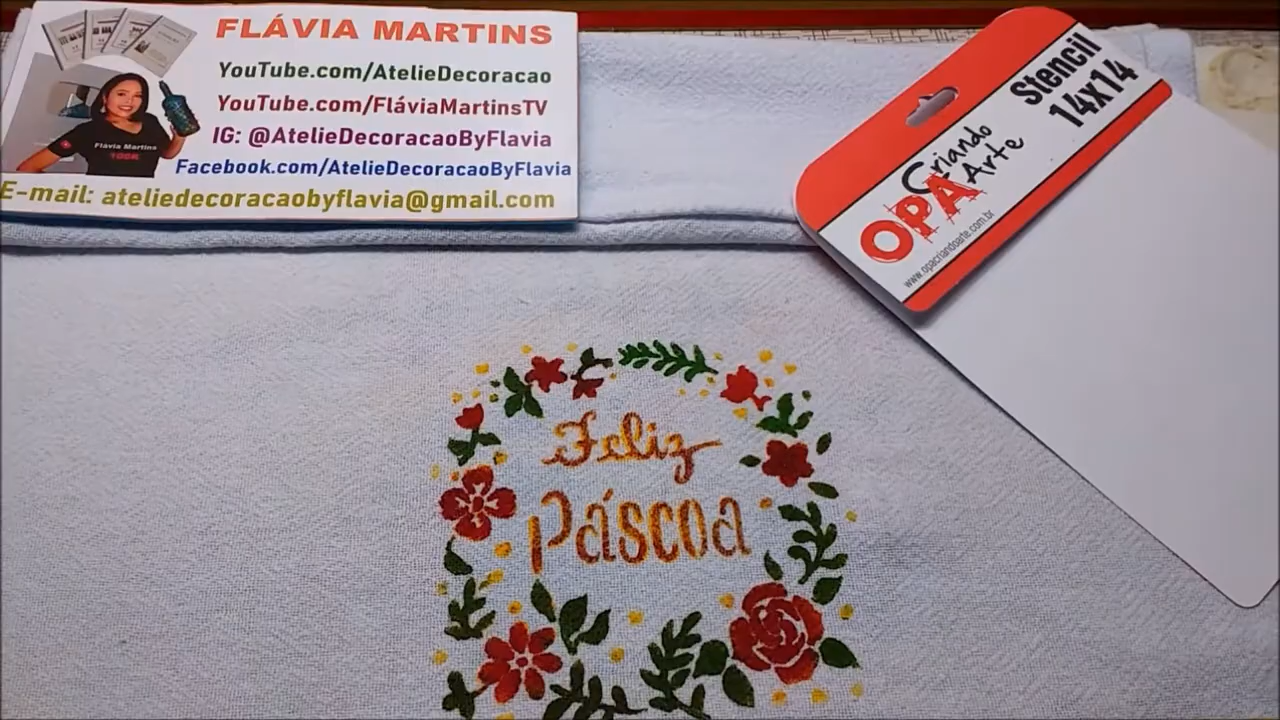 FLÁVIA MARTINS
YouTube.com/AtelieDecoracao
YouTube.com/FláviaMartinsTV
IG: @AtelieDecoracaoByFlavia
Facebook.com/AtelieDecoracaoByFlavia
E-mail: ateliedecoracaobyflavia@gmail.com
Flávia Martins
Stencil
14x14
OPA
Criando
Arte
www.opacriandoarte.com.br
Feliz
Páscoa